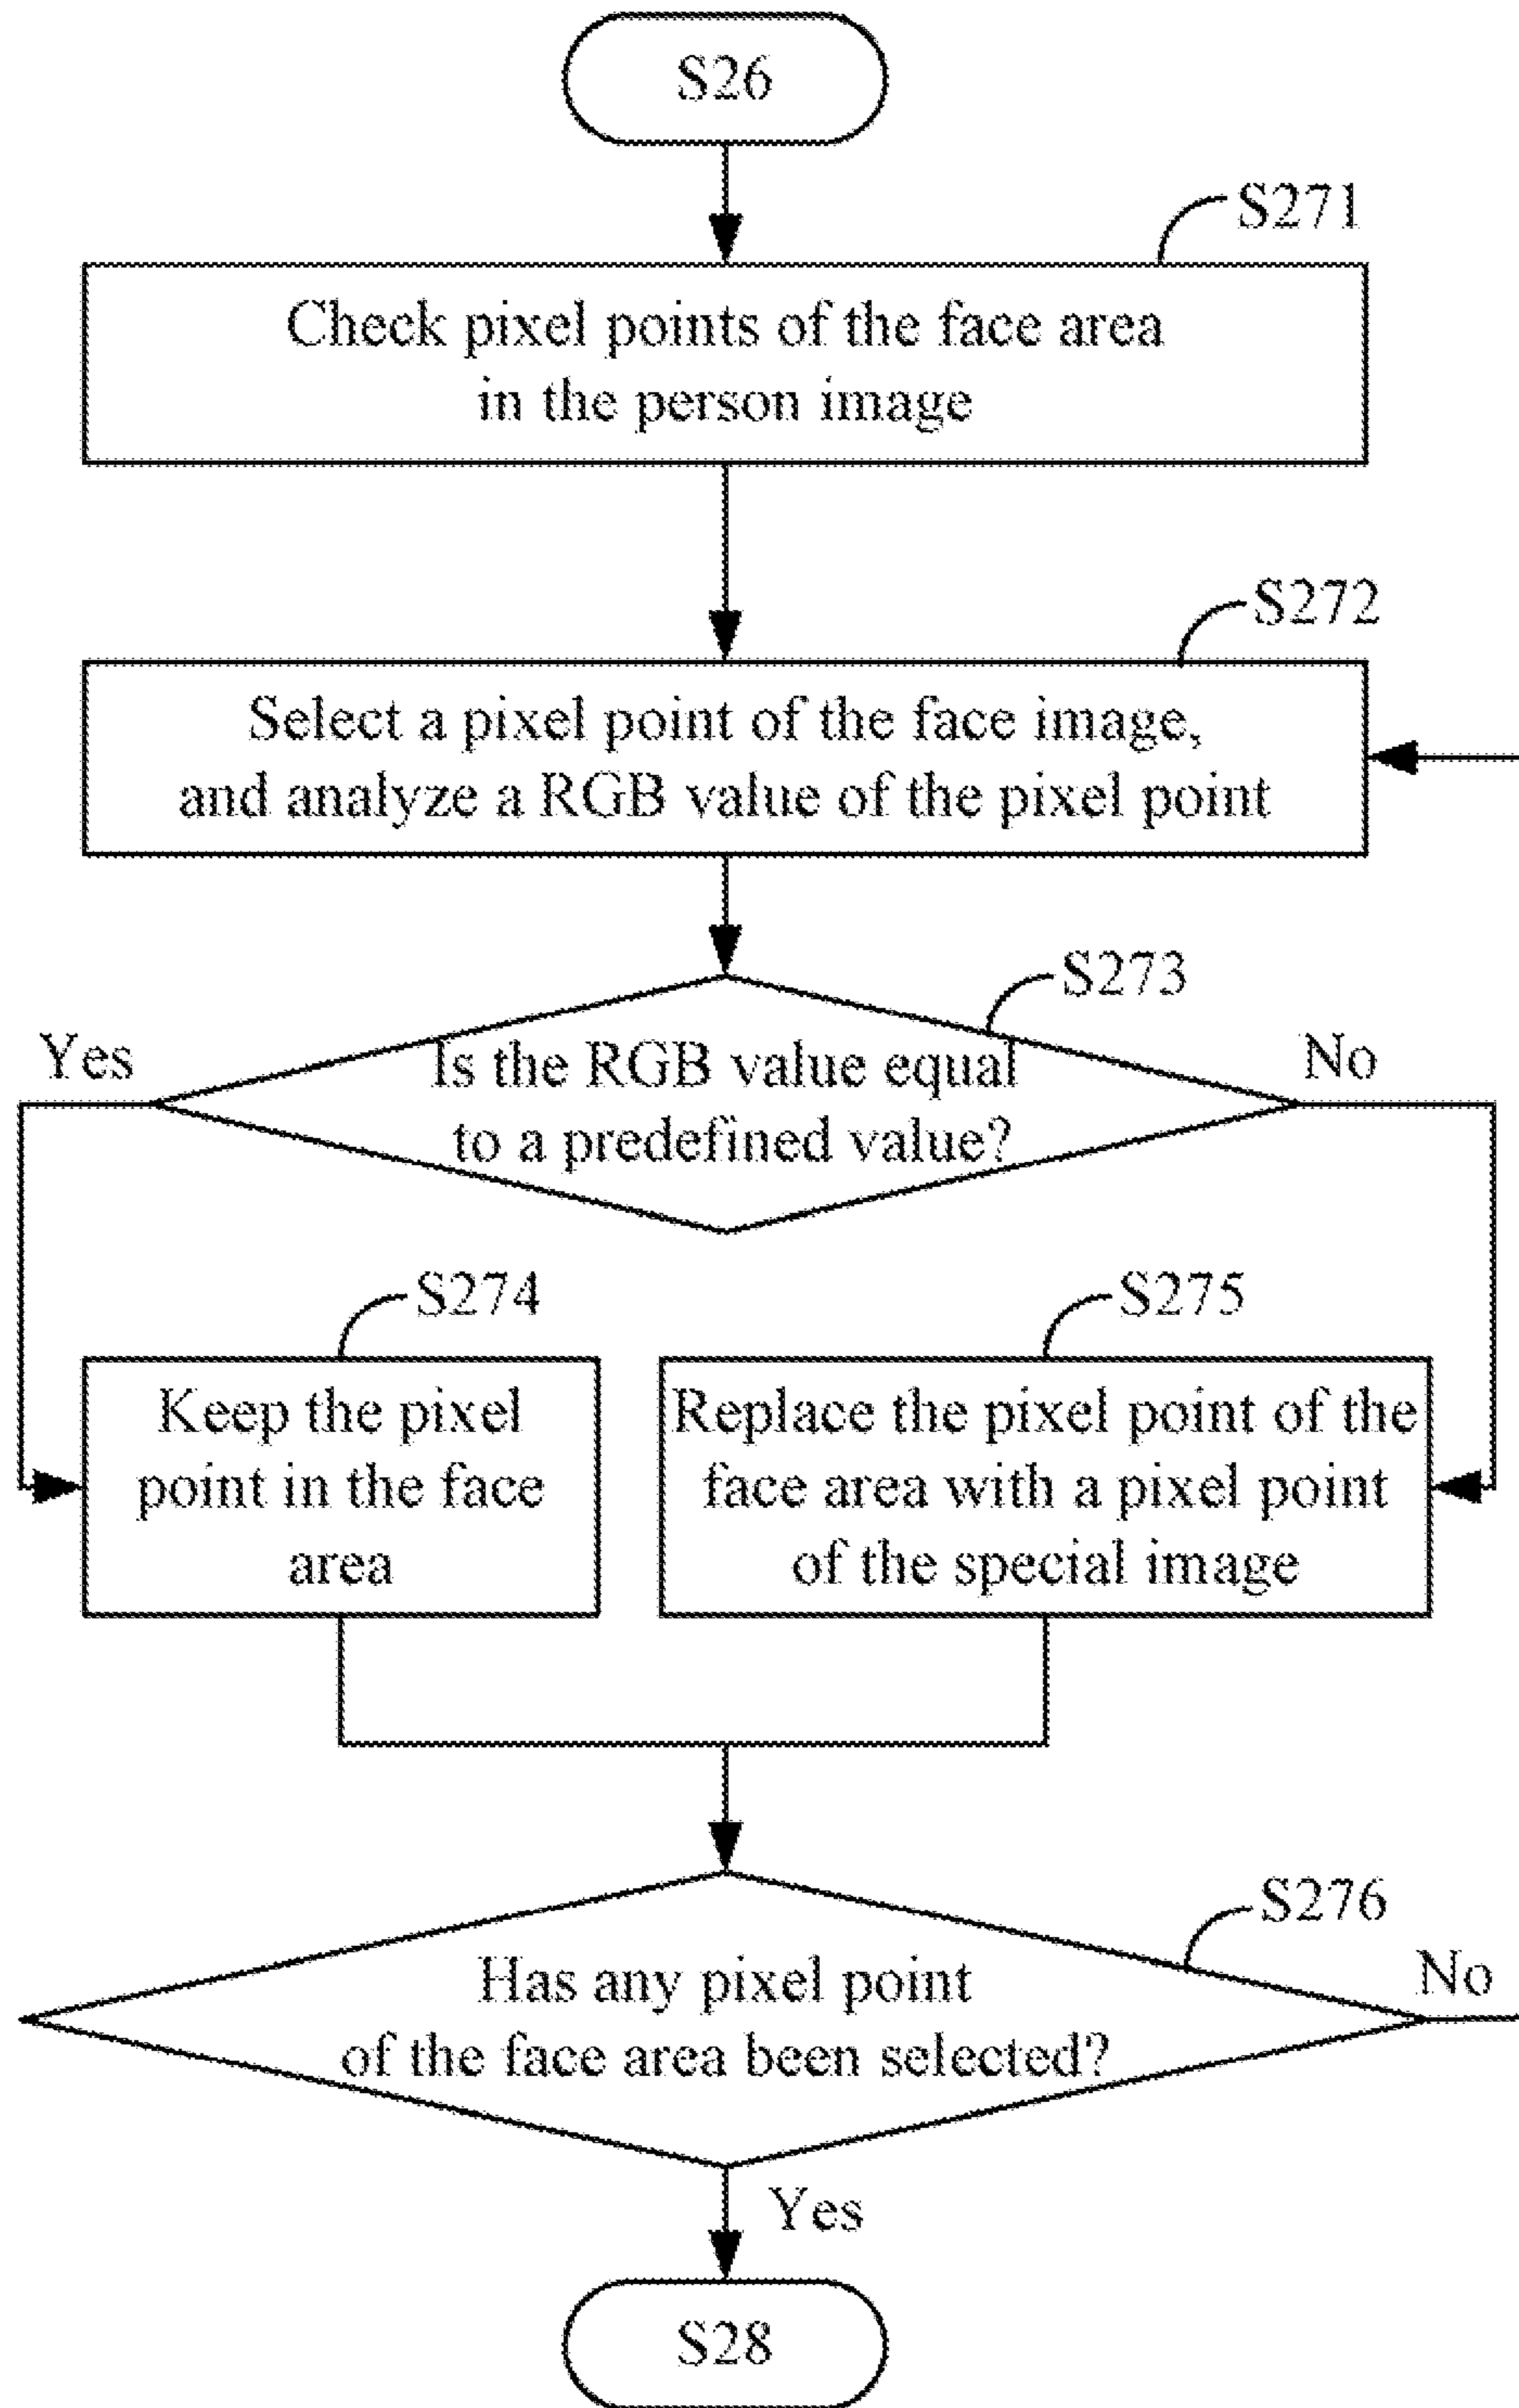 S26
S271
Check pixel points of the face area
in the person image
S272
Select a pixel point of the face image,
and analyze a RGB value of the pixel point
S273
Yes
No
Is the RGB value equal
to a predefined value?
S274
S275
Keep the pixel
point in the face
area
Replace the pixel point of the
face area with a pixel point
of the special image
S276
No
Has any pixel point
of the face area been selected?
Yes
S28